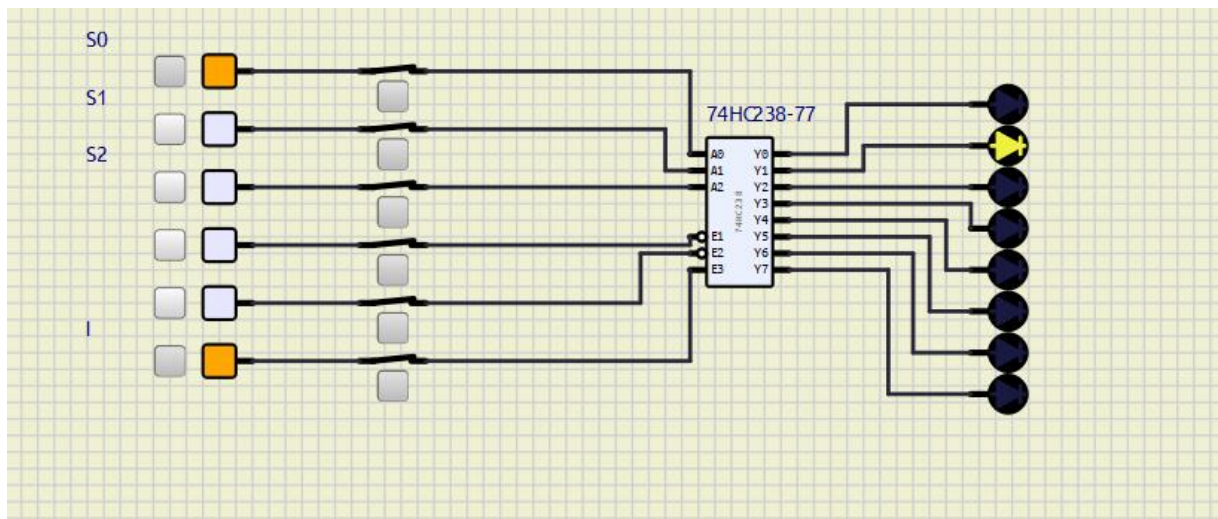 S0
S1
S2
I
74HC238-77
A0 Y0
A1 Y1
A2 Y2
Y3
Y4
E1 Y5
E2 Y6
E3 Y7
74HC238